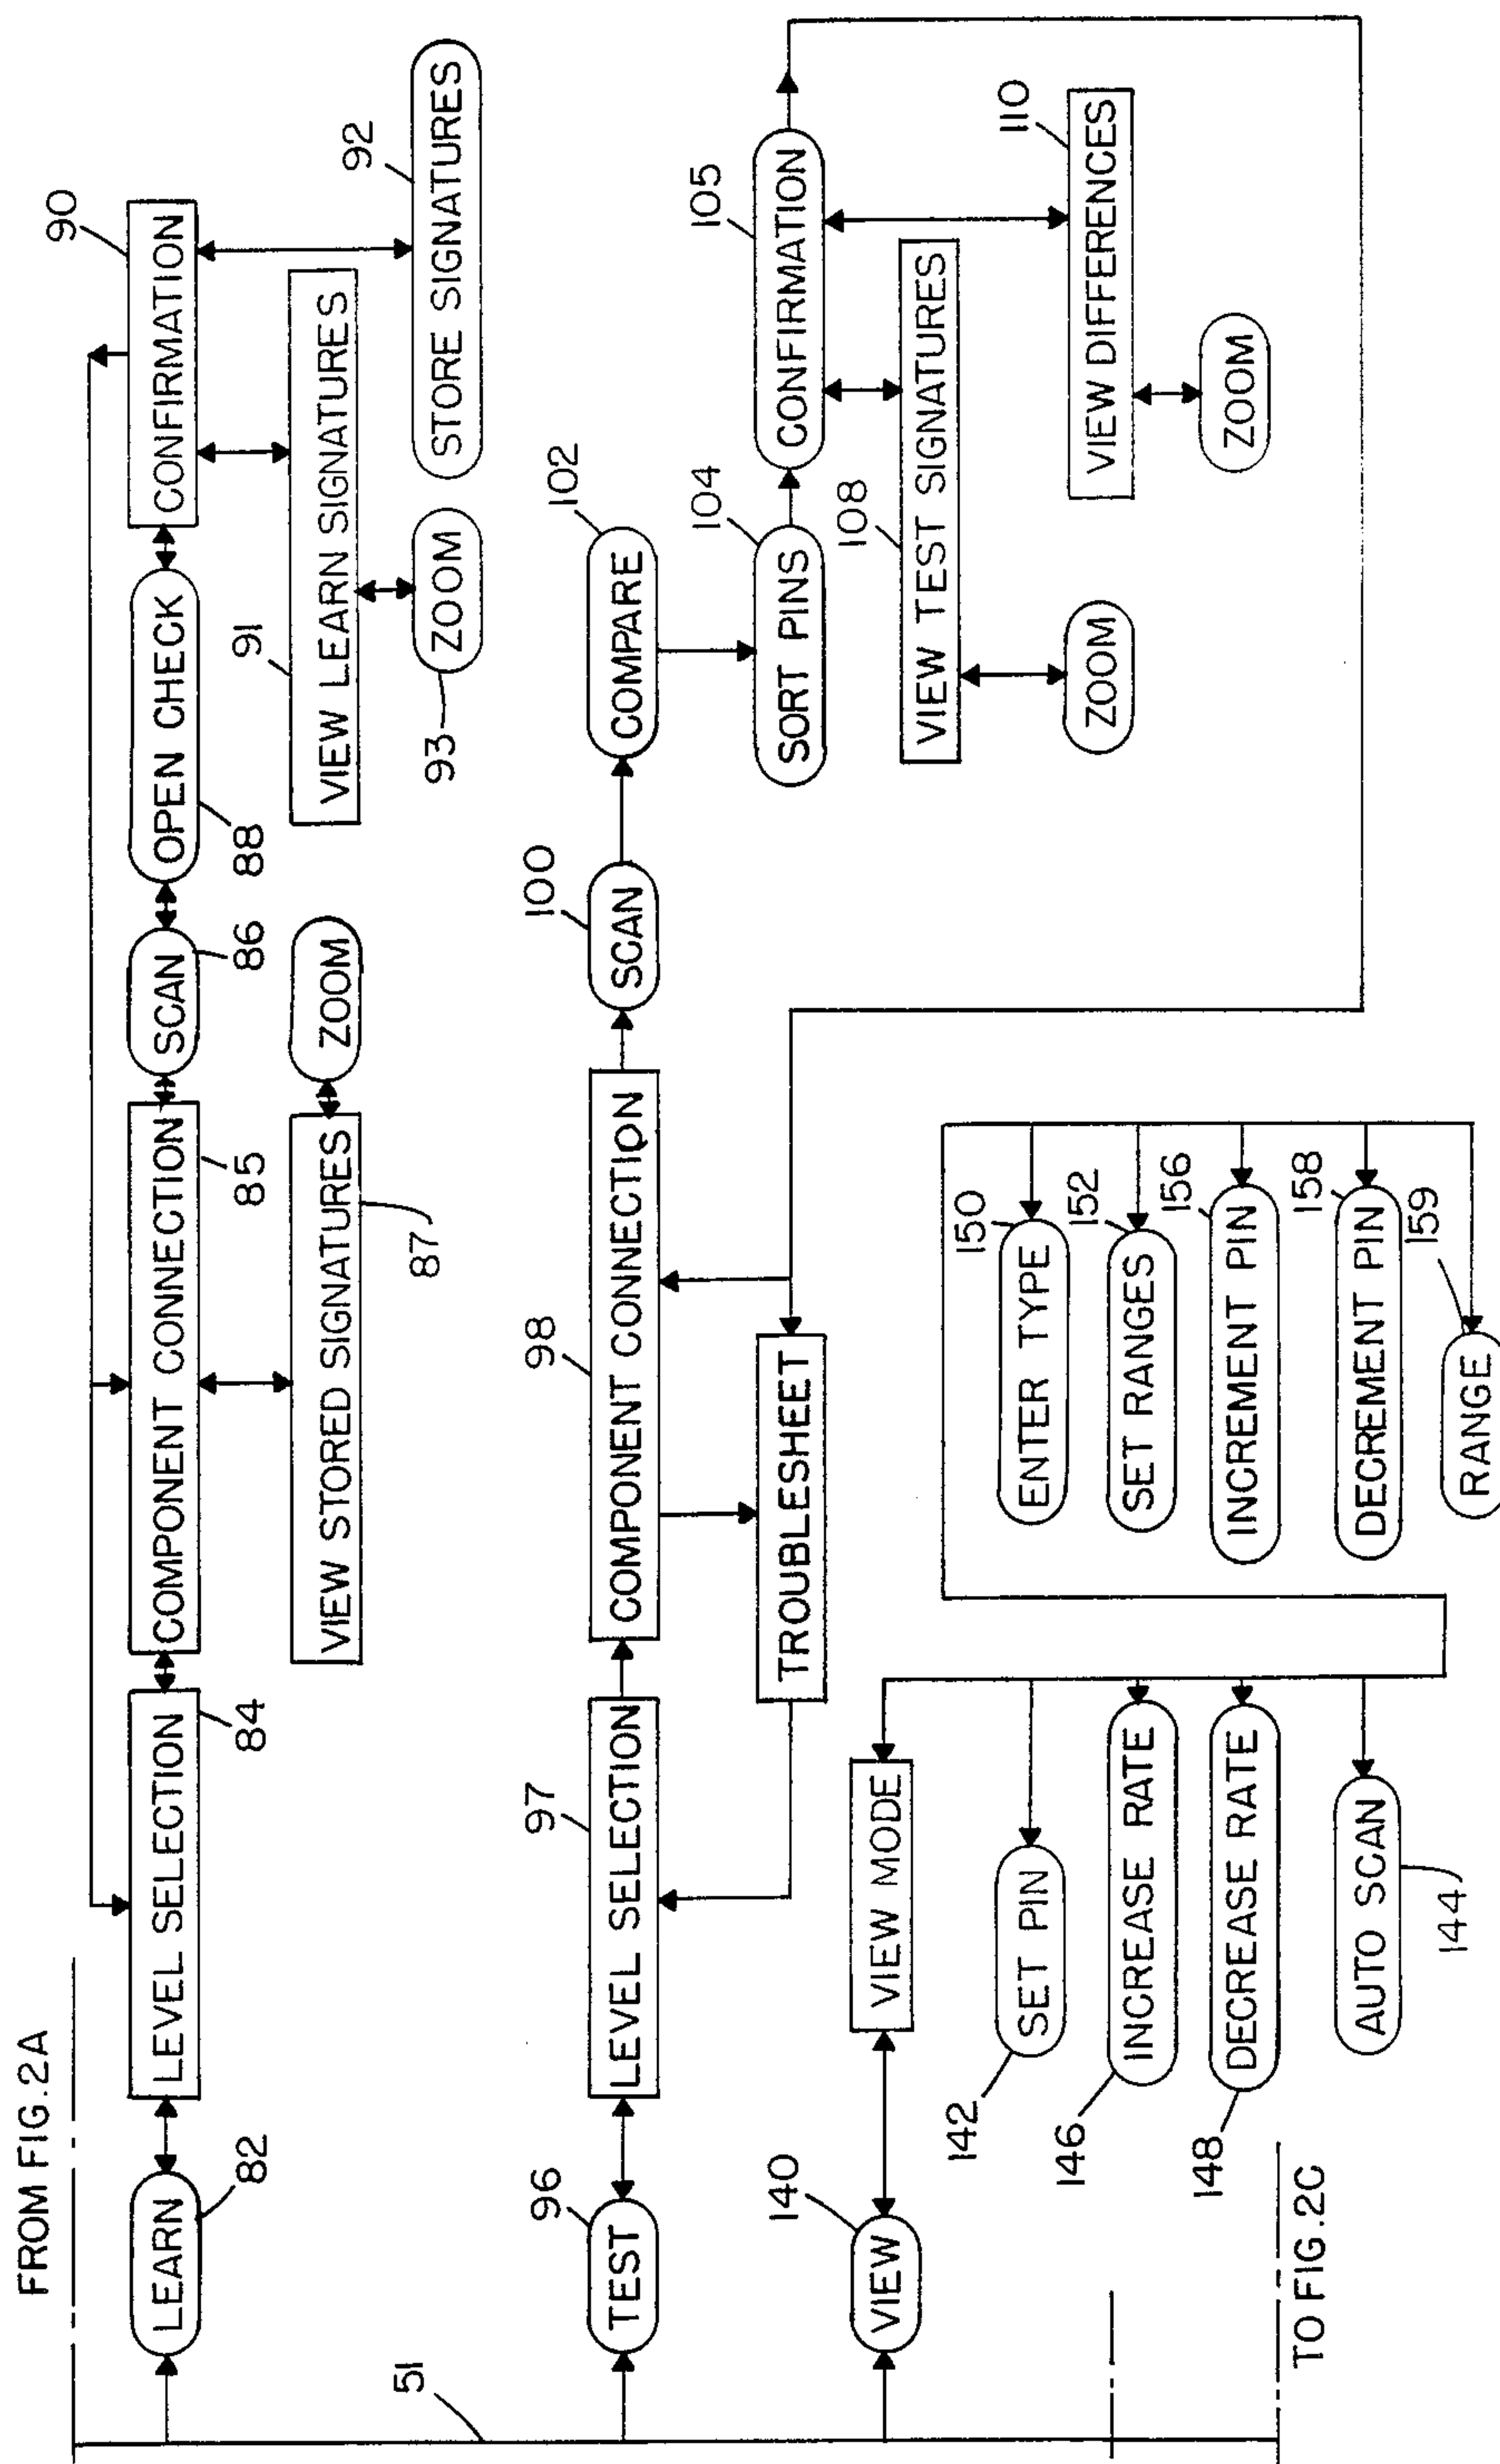 FROM FIG.2A
LEARN
82
LEVEL SELECTION
84
COMPONENT CONNECTION
85
SCAN
86
OPEN CHECK
88
CONFIRMATION
90
VIEW STORED SIGNATURES
87
ZOOM
VIEW LEARN SIGNATURES
91
ZOOM
93
STORE SIGNATURES
92
51
TEST
96
LEVEL SELECTION
97
COMPONENT CONNECTION
98
SCAN
100
COMPARE
102
TROUBLESHEET
SORT PINS
104
CONFIRMATION
105
VIEW TEST SIGNATURES
108
ZOOM
VIEW DIFFERENCES
110
ZOOM
VIEW
140
VIEW MODE
SET PIN
142
INCREASE RATE
146
DECREASE RATE
148
AUTO SCAN
144
ENTER TYPE
150
SET RANGES
152
INCREMENT PIN
156
DECREMENT PIN
158
RANGE
159
TO FIG.2C